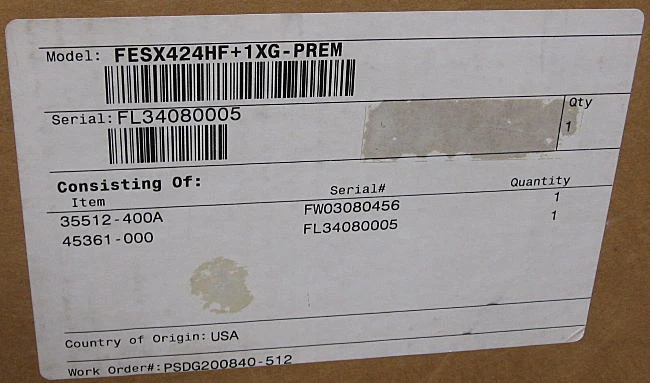 Model: FESX424HF+1XG-PREM
Serial: FL34080005
Qty
1
Consisting Of:
Item Serial# Quantity
35512-400A FW03080456 1
45361-000 FL34080005 1
Country of Origin: USA
Work Order#: PSDG200840-512